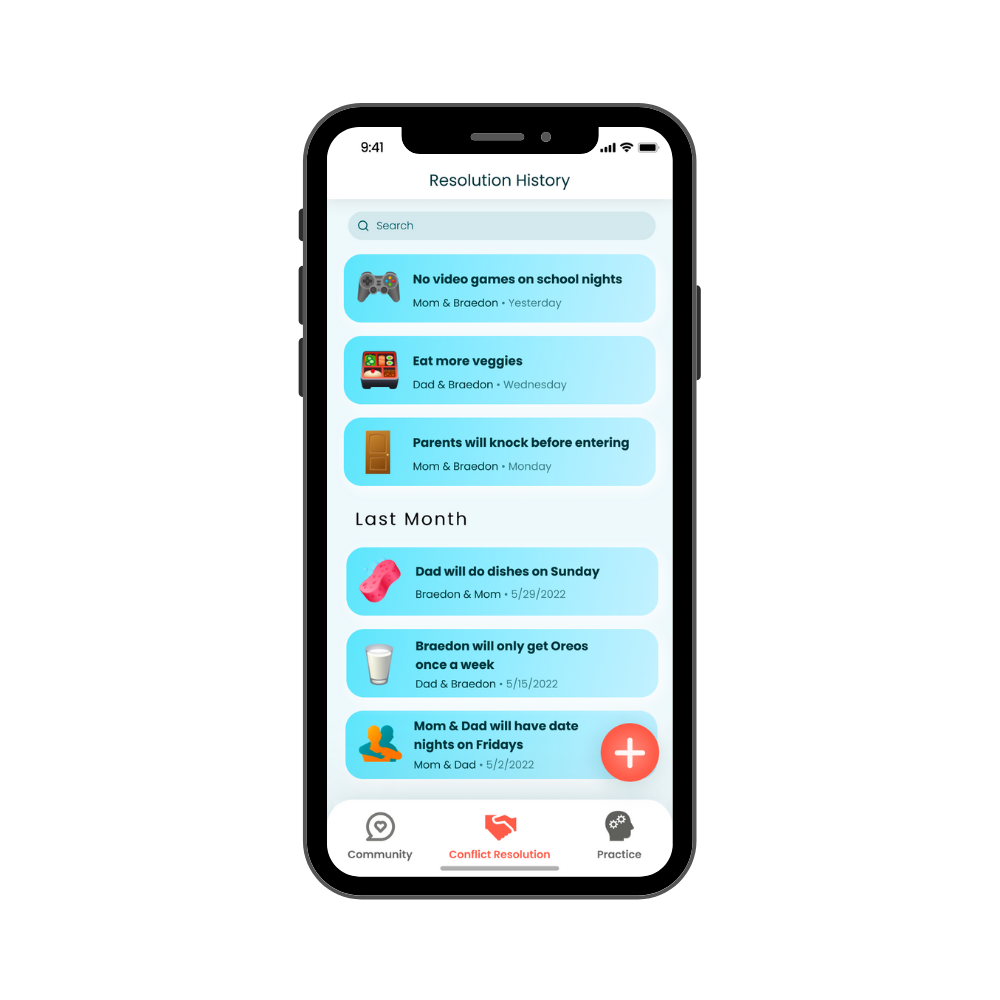 9:41
Resolution History
Search
No video games on school nights
Mom & Braedon • Yesterday
Eat more veggies
Dad & Braedon • Wednesday
Parents will knock before entering
Mom & Braedon • Monday
Last Month
Dad will do dishes on Sunday
Braedon & Mom • 5/29/2022
Braedon will only get Oreos
once a week
Dad & Braedon • 5/15/2022
Mom & Dad will have date
nights on Fridays
Mom & Dad • 5/2/2022
Community
Conflict Resolution
Practice